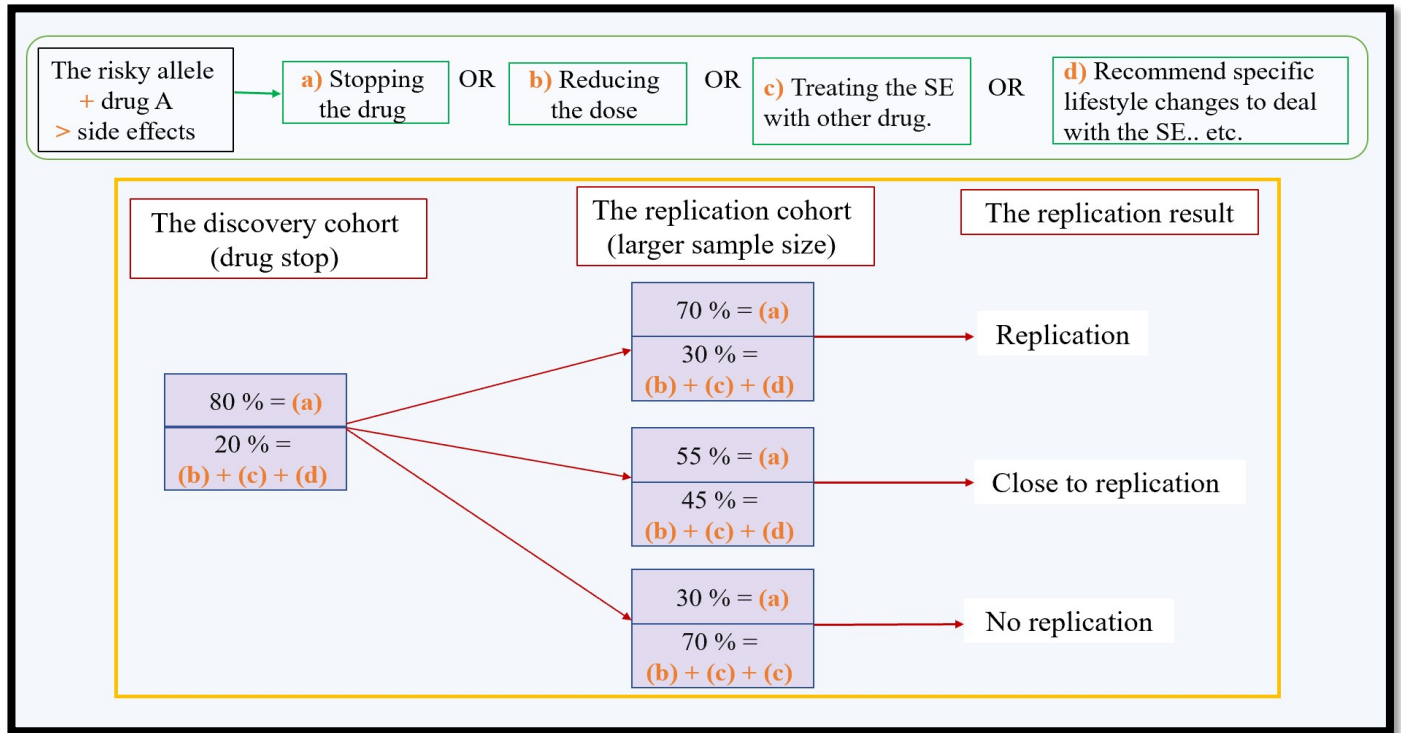 The risky allele
+ drug A
> side effects
a) Stopping
the drug
OR
b) Reducing
the dose
OR
c) Treating the SE
with other drug.
OR
d) Recommend specific
lifestyle changes to deal
with the SE.. etc.
The discovery cohort
(drug stop)
The replication cohort
(larger sample size)
The replication result
80 % = (a)
20 % =
(b) + (c) + (d)
70 % = (a)
30 % =
(b) + (c) + (d)
Replication
55 % = (a)
45 % =
(b) + (c) + (d)
Close to replication
30 % = (a)
70 % =
(b) + (c) + (c)
No replication